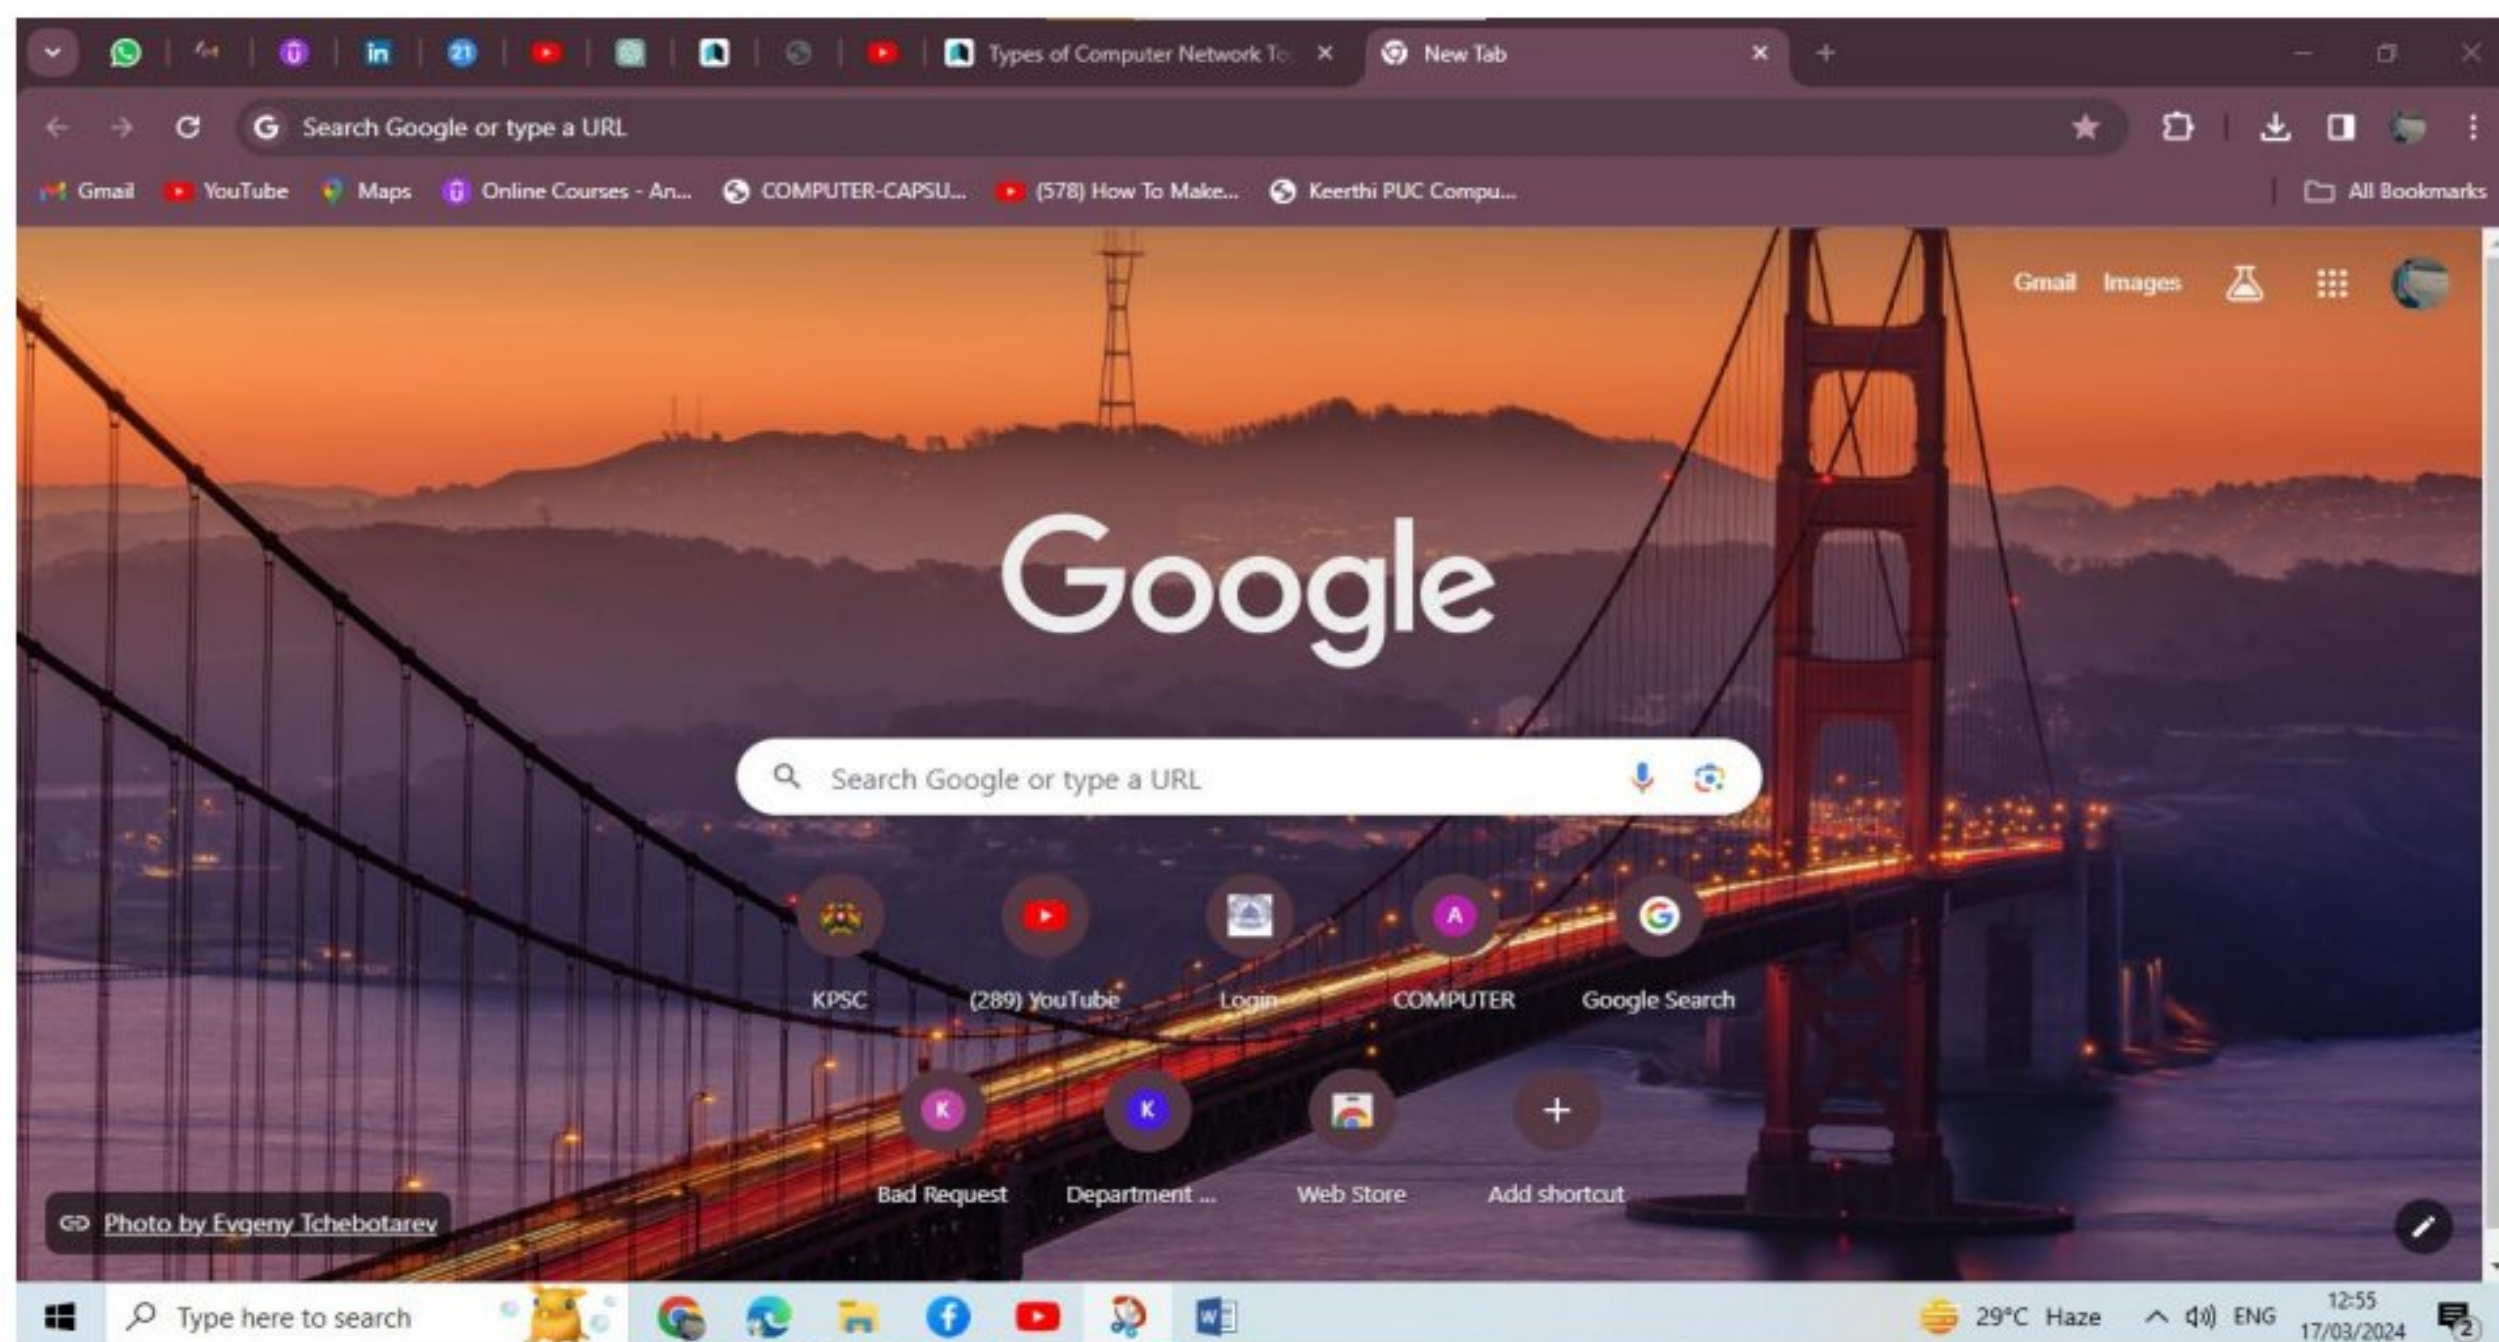 21
Types of Computer Network To
New Tab
G Search Google or type a URL
Gmail YouTube Maps Online Courses - An... COMPUTER-CAPSU... (578) How To Make... Keerthi PUC Compu... All Bookmarks
Gmail Images
Google
Search Google or type a URL
A
KPSC (289) YouTube Login COMPUTER Google Search
K K
Bad Request Department ... Web Store Add shortcut
Photo by Evgeny Tchebotarev
Type here to search
29°C Haze ENG
12:55
17/03/2024
2